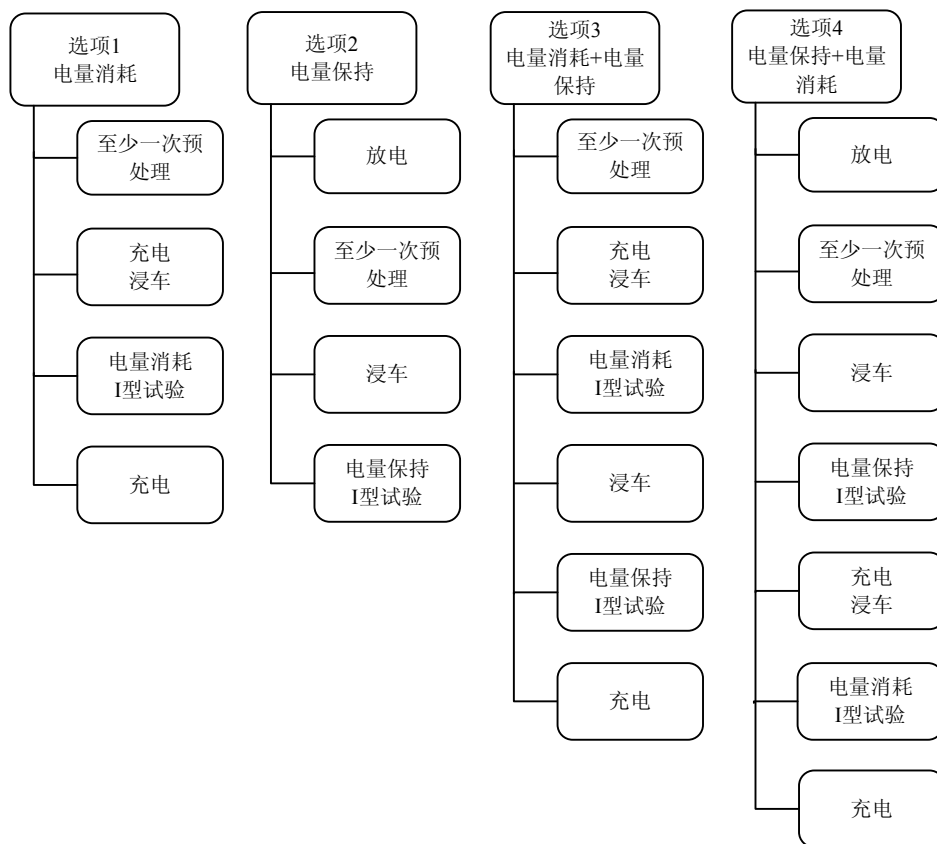 选项1
电量消耗
至少一次预
处理
充电
浸车
电量消耗
I型试验
充电
选项2
电量保持
放电
至少一次预
处理
浸车
电量保持
I型试验
选项3
电量消耗+电量
保持
至少一次预
处理
充电
浸车
电量消耗
I型试验
浸车
电量保持
I型试验
充电
选项4
电量保持+电量
消耗
放电
至少一次预
处理
浸车
电量保持
I型试验
充电
浸车
电量消耗
I型试验
充电